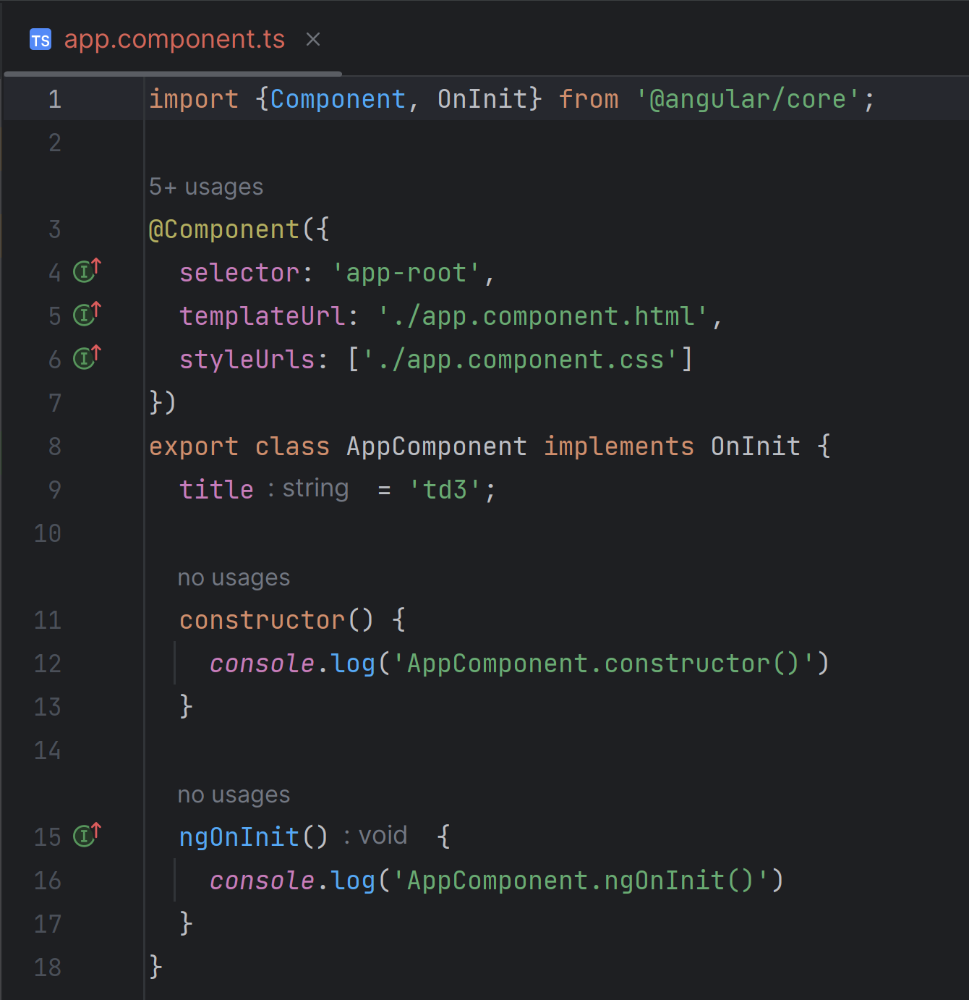 TS app.component.ts ×
1 import {Component, OnInit} from '@angular/core';
2
5+ usages
3 @Component({
4 I selector: 'app-root',
5 I templateUrl: './app.component.html',
6 I styleUrls: ['./app.component.css']
7 })
8 export class AppComponent implements OnInit {
9 title : string = 'td3';
10
no usages
11 constructor() {
12 console.log('AppComponent.constructor()')
13 }
14
no usages
15 I ngOnInit() : void {
16 console.log('AppComponent.ngOnInit()')
17 }
18 }